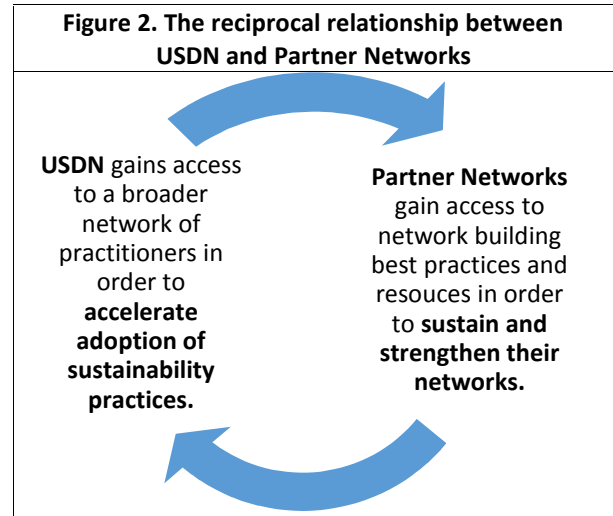 Figure 2. The reciprocal relationship between
USDN and Partner Networks
USDN gains access
to a broader
network of
practitioners in
order to
accelerate
adoption of
sustainability
practices.
Partner Networks
gain access to
network building
best practices and
resouces in order
to sustain and
strengthen their
networks.